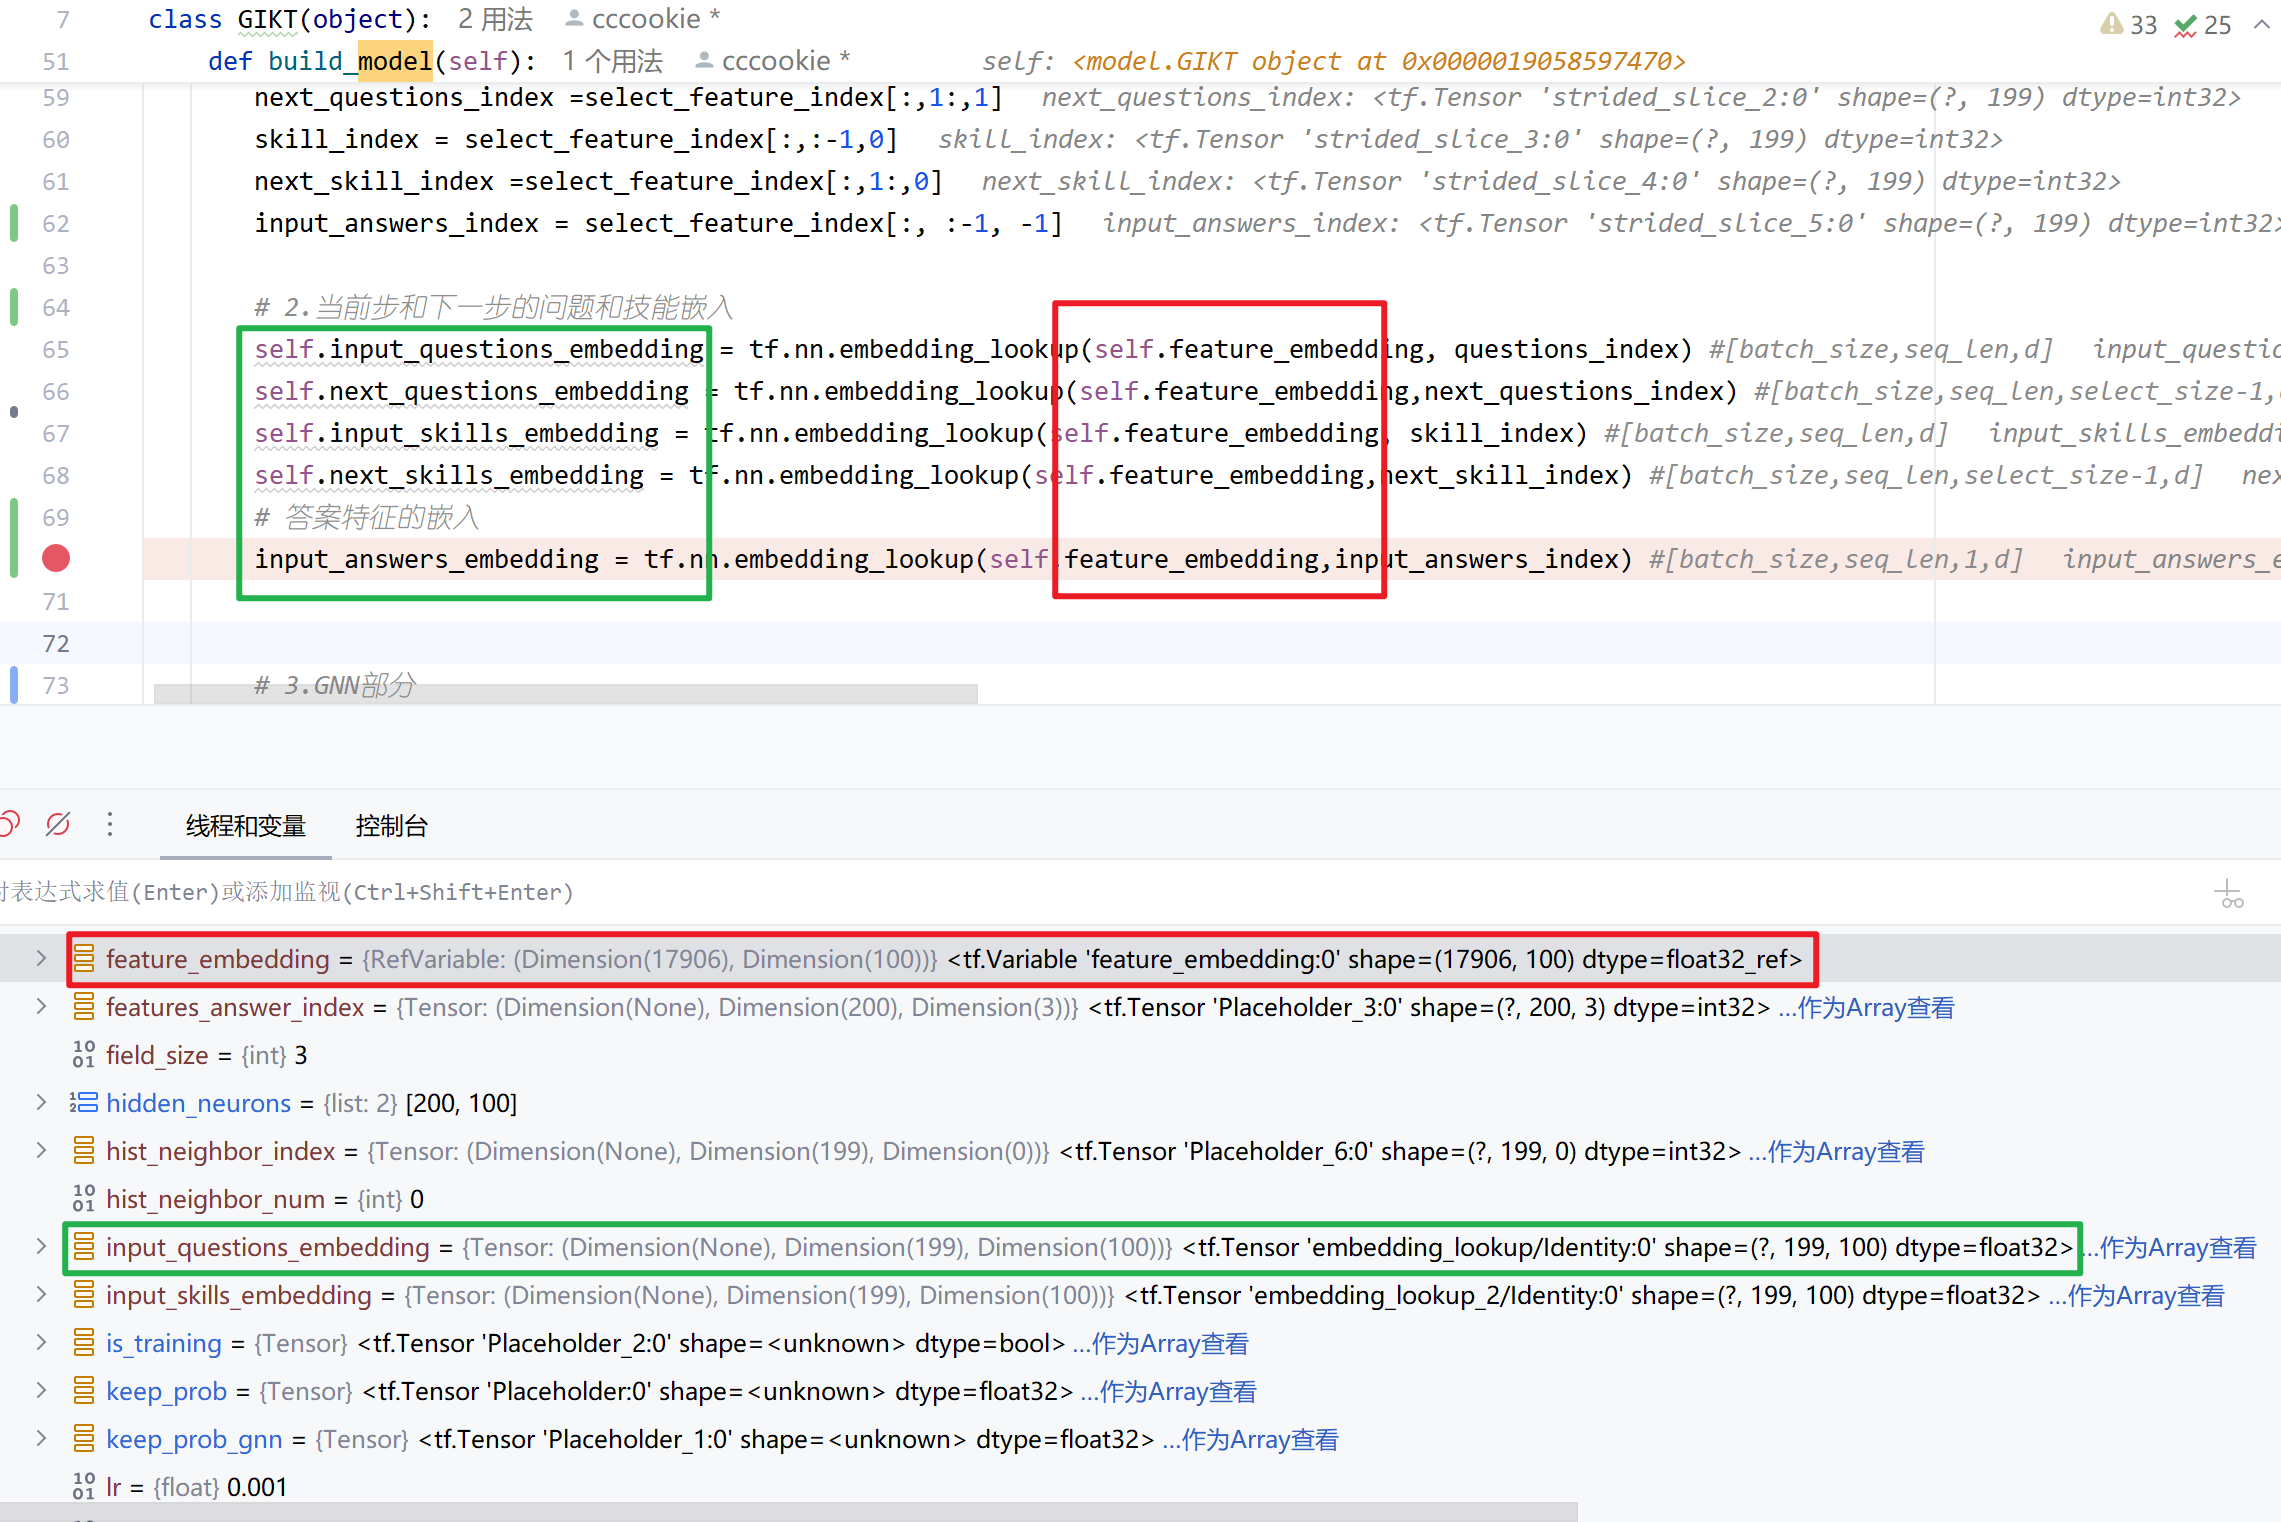 7 class GIKT(object): 2 用法 cccookie * 33 25
51 def build_model(self): 1 个用法 cccookie * self: <model.GIKT object at 0x0000019058597470>
59 next_questions_index =select_feature_index[:,1:,1] next_questions_index: <tf.Tensor 'strided_slice_2:0' shape=(?, 199) dtype=int32>
60 skill_index = select_feature_index[:,:-1,0] skill_index: <tf.Tensor 'strided_slice_3:0' shape=(?, 199) dtype=int32>
61 next_skill_index =select_feature_index[:,1:,0] next_skill_index: <tf.Tensor 'strided_slice_4:0' shape=(?, 199) dtype=int32>
62 input_answers_index = select_feature_index[:, :-1, -1] input_answers_index: <tf.Tensor 'strided_slice_5:0' shape=(?, 199) dtype=int32>
63
64 # 2.当前步和下一步的问题和技能嵌入
65 self.input_questions_embedding = tf.nn.embedding_lookup(self.feature_embedding, questions_index) #[batch_size,seq_len,d] input_questio
66 self.next_questions_embedding = tf.nn.embedding_lookup(self.feature_embedding,next_questions_index) #[batch_size,seq_len,select_size-1,
67 self.input_skills_embedding = tf.nn.embedding_lookup(self.feature_embedding, skill_index) #[batch_size,seq_len,d] input_skills_embeddi
68 self.next_skills_embedding = tf.nn.embedding_lookup(self.feature_embedding,next_skill_index) #[batch_size,seq_len,select_size-1,d] nex
69 # 答案特征的嵌入
input_answers_embedding = tf.nn.embedding_lookup(self.feature_embedding,input_answers_index) #[batch_size,seq_len,1,d] input_answers_e
71
72
73 # 3.GNN部分
线程和变量 控制台
对表达式求值(Enter)或添加监视(Ctrl+Shift+Enter)
feature_embedding = {RefVariable: (Dimension(17906), Dimension(100))} <tf.Variable 'feature_embedding:0' shape=(17906, 100) dtype=float32_ref>
features_answer_index = {Tensor: (Dimension(None), Dimension(200), Dimension(3))} <tf.Tensor 'Placeholder_3:0' shape=(?, 200, 3) dtype=int32> ...作为Array查看
field_size = {int} 3
hidden_neurons = {list: 2} [200, 100]
hist_neighbor_index = {Tensor: (Dimension(None), Dimension(199), Dimension(0))} <tf.Tensor 'Placeholder_6:0' shape=(?, 199, 0) dtype=int32> ...作为Array查看
hist_neighbor_num = {int} 0
input_questions_embedding = {Tensor: (Dimension(None), Dimension(199), Dimension(100))} <tf.Tensor 'embedding_lookup/Identity:0' shape=(?, 199, 100) dtype=float32> ...作为Array查看
input_skills_embedding = {Tensor: (Dimension(None), Dimension(199), Dimension(100))} <tf.Tensor 'embedding_lookup_2/Identity:0' shape=(?, 199, 100) dtype=float32> ...作为Array查看
is_training = {Tensor} <tf.Tensor 'Placeholder_2:0' shape=<unknown> dtype=bool> ...作为Array查看
keep_prob = {Tensor} <tf.Tensor 'Placeholder:0' shape=<unknown> dtype=float32> ...作为Array查看
keep_prob_gnn = {Tensor} <tf.Tensor 'Placeholder_1:0' shape=<unknown> dtype=float32> ...作为Array查看
lr = {float} 0.001